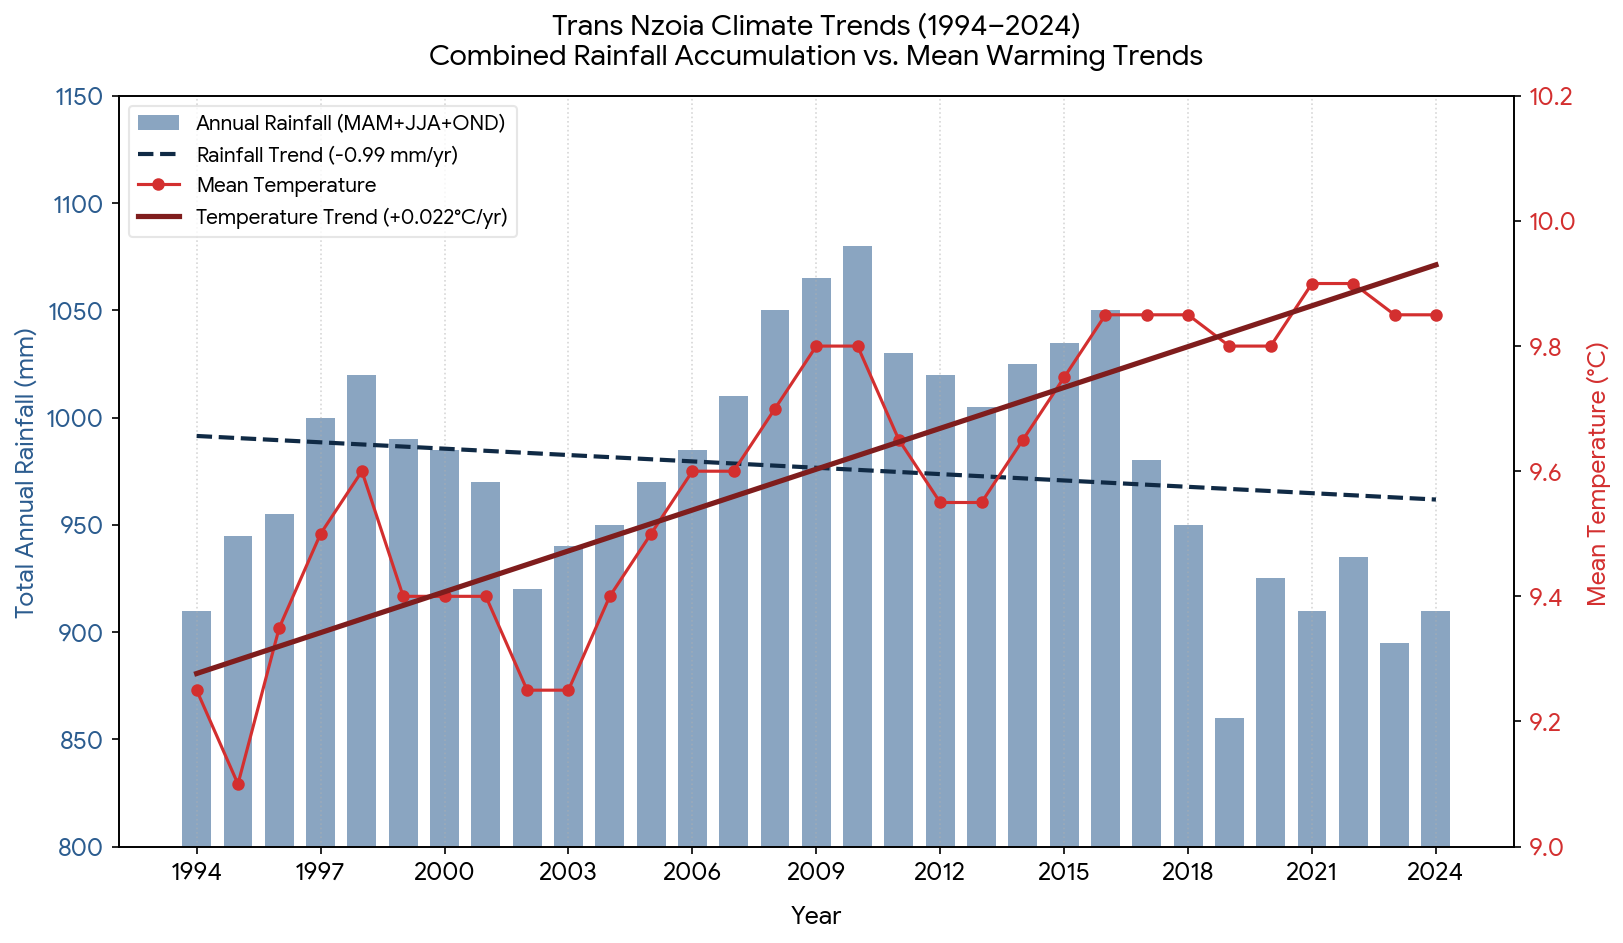 Trans Nzoia Climate Trends (1994–2024)
Combined Rainfall Accumulation vs. Mean Warming Trends
Annual Rainfall (MAM+JJA+OND)
Rainfall Trend (-0.99 mm/yr)
Mean Temperature
Temperature Trend (+0.022°C/yr)
Total Annual Rainfall (mm)
1150
1100
1050
1000
950
900
850
800
10.2
10.0
9.8
9.6
9.4
9.2
9.0
Mean Temperature (°C)
1994 1997 2000 2003 2006 2009 2012 2015 2018 2021 2024
Year